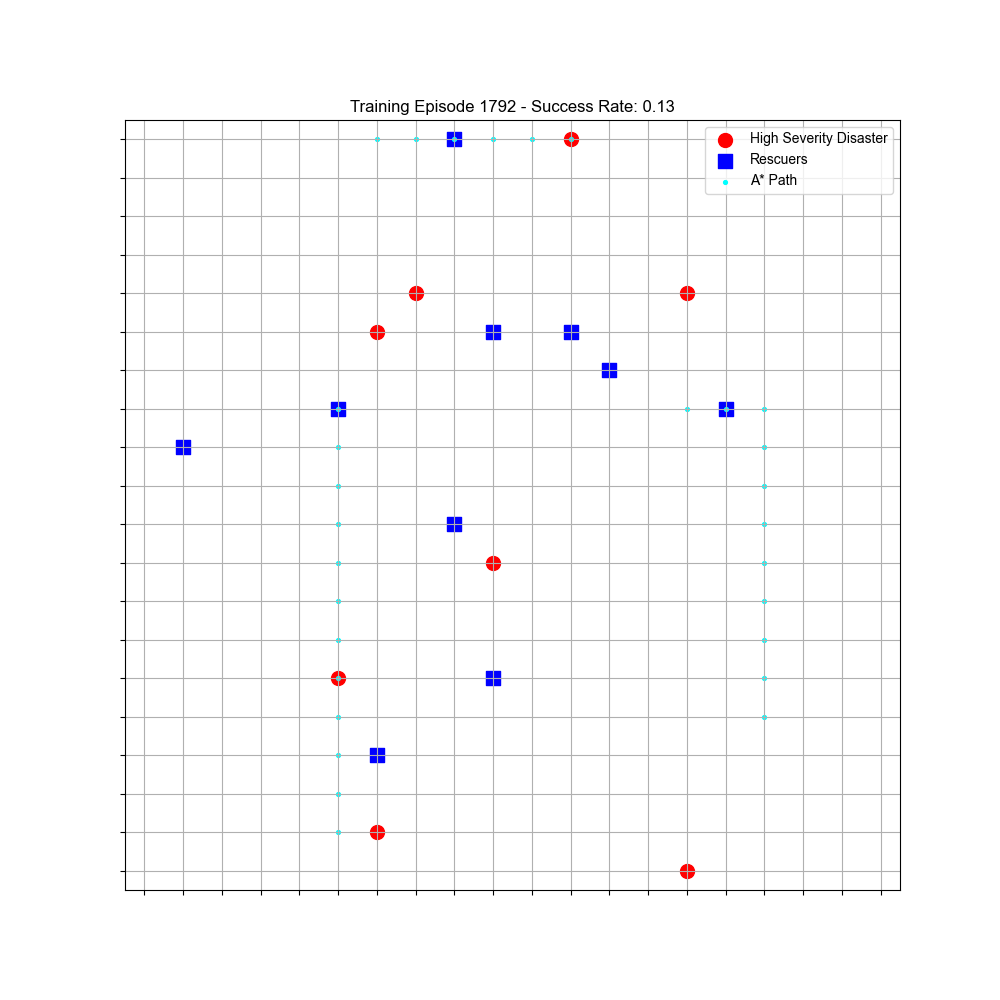 Training Episode 1792 - Success Rate: 0.13
High Severity Disaster
Rescuers
A* Path